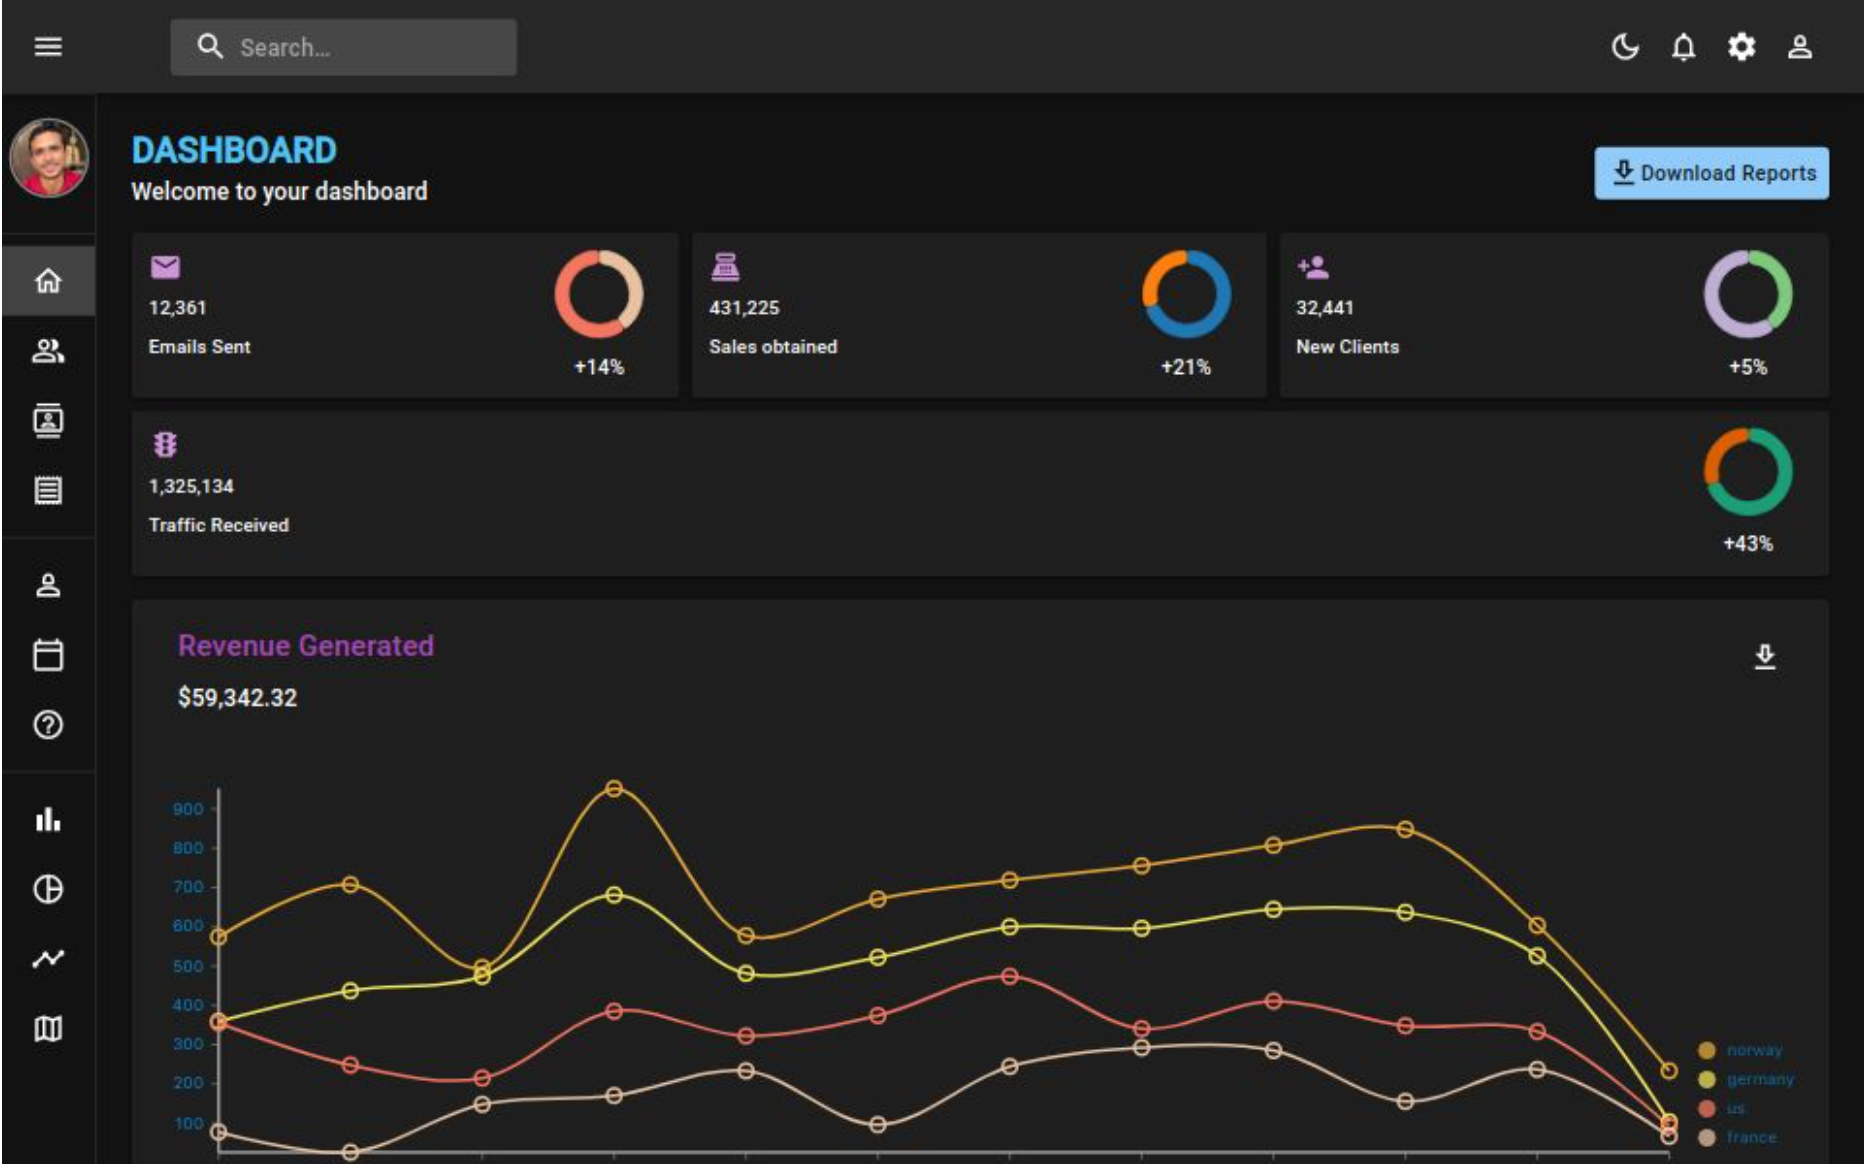 Search...
DASHBOARD
Welcome to your dashboard
Download Reports
12,361
Emails Sent
+14%
431,225
Sales obtained
+21%
32,441
New Clients
+5%
1,325,134
Traffic Received
+43%
Revenue Generated
$59,342.32
900
800
700
600
500
400
300
200
100
norway
germany
us
france